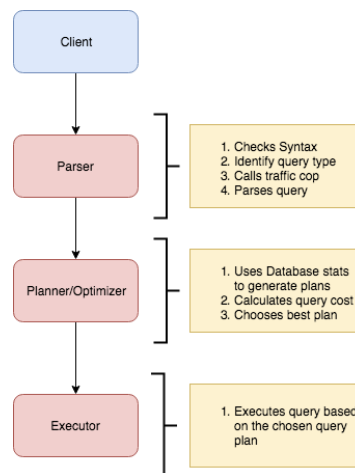 Client
Parser
1. Checks Syntax
2. Identify query type
3. Calls traffic cop
4. Parses query
Planner/Optimizer
1. Uses Database stats
to generate plans
2. Calculates query cost
3. Chooses best plan
Executor
1. Executes query based
on the chosen query
plan